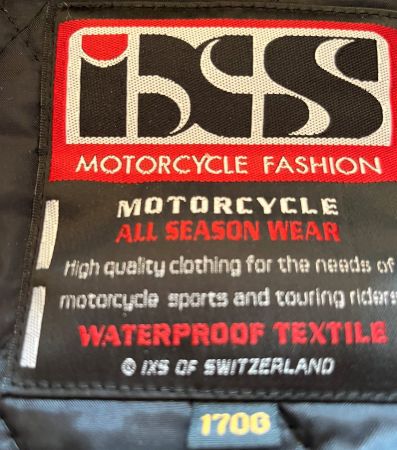 iXS
MOTORCYCLE FASHION
MOTORCYCLE
ALL SEASON WEAR
High quality clothing for the needs of
motorcycle sports and touring riders
WATERPROOF TEXTILE
© IXS OF SWITZERLAND